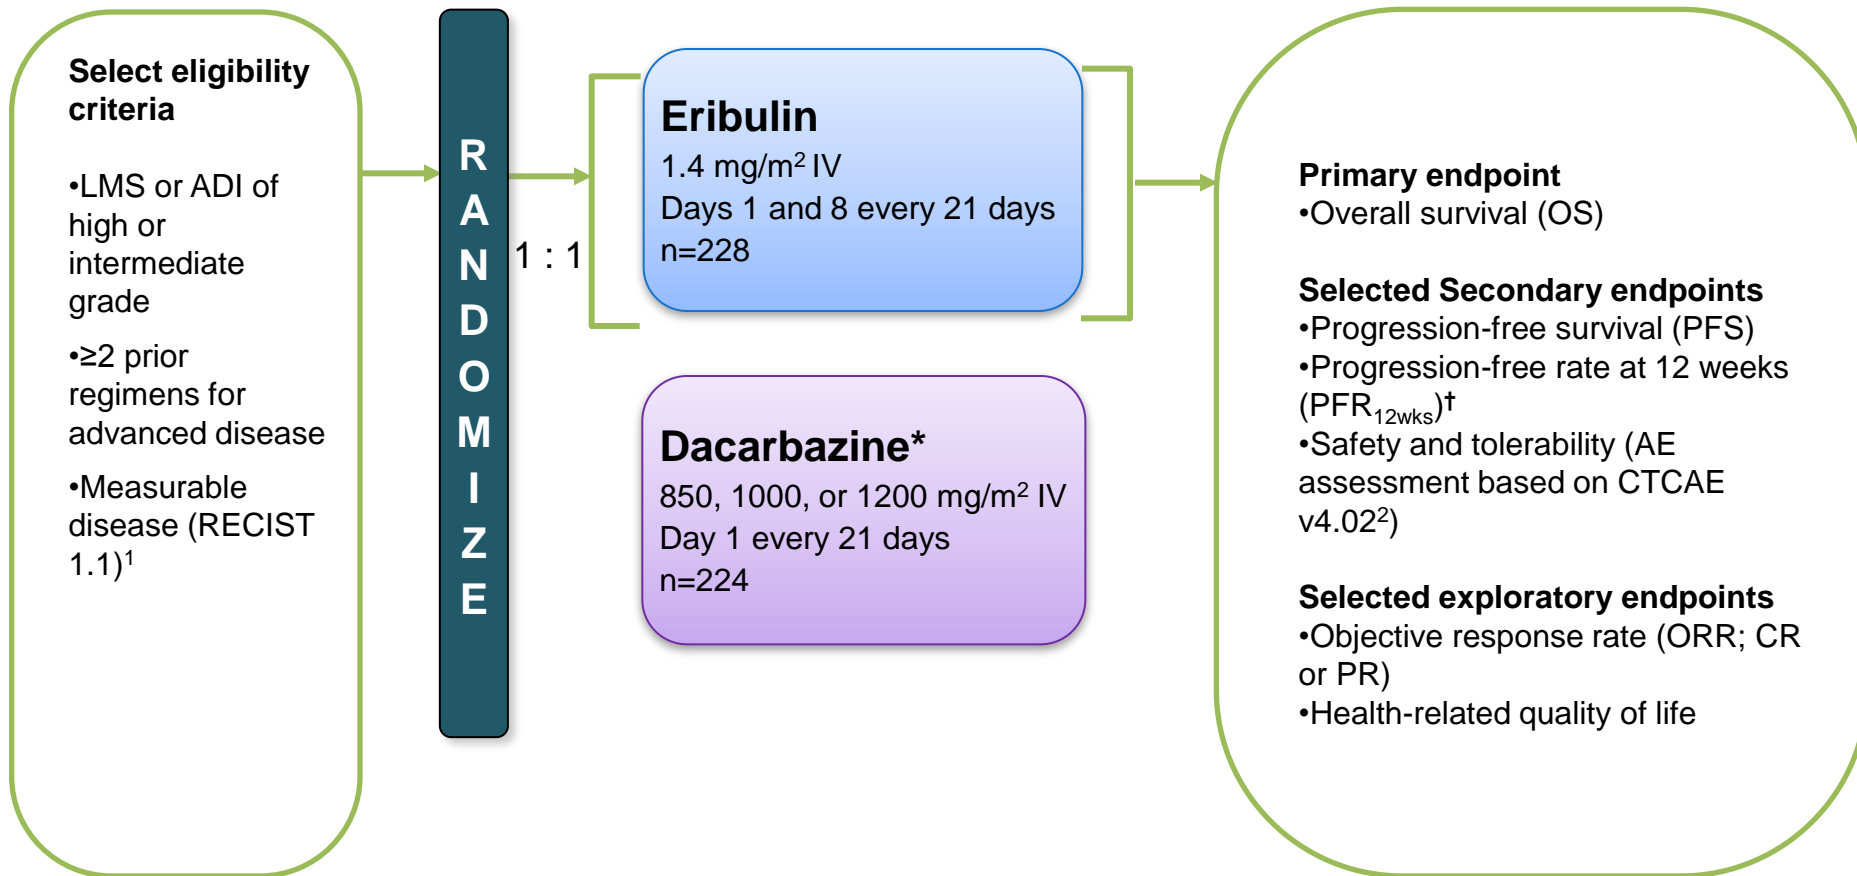 Select eligibility
criteria
•LMS or ADI of
high or
intermediate
grade
•≥2 prior
regimens for
advanced disease
•Measurable
disease (RECIST
1.1)¹
R
A
N
D
O
M
I
Z
E
1 : 1
Eribulin
1.4 mg/m² IV
Days 1 and 8 every 21 days
n=228
Dacarbazine*
850, 1000, or 1200 mg/m² IV
Day 1 every 21 days
n=224
Primary endpoint
•Overall survival (OS)
Selected Secondary endpoints
•Progression-free survival (PFS)
•Progression-free rate at 12 weeks
(PFR12wks)†
•Safety and tolerability (AE
assessment based on CTCAE
v4.02²)
Selected exploratory endpoints
•Objective response rate (ORR; CR
or PR)
•Health-related quality of life